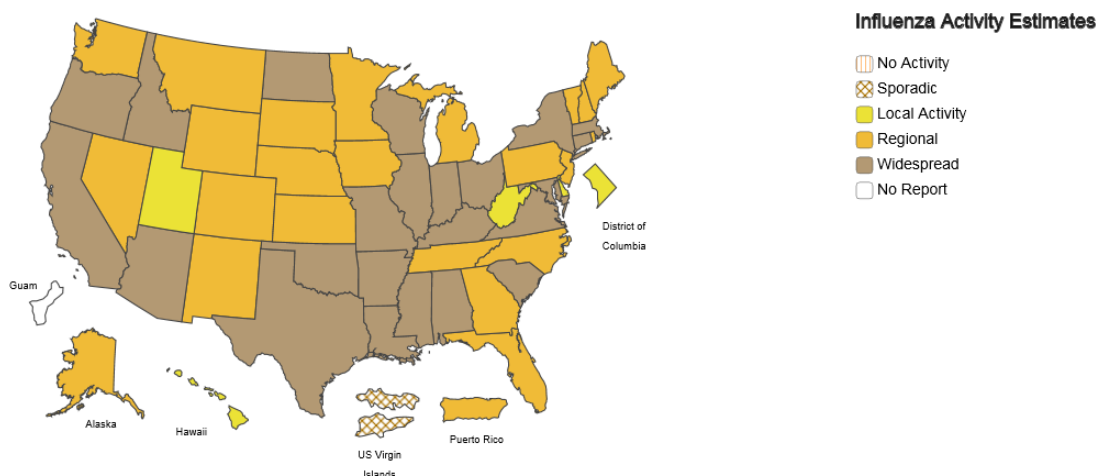 Influenza Activity Estimates
No Activity
Sporadic
Local Activity
Regional
Widespread
No Report
District of
Columbia
Guam
Alaska
Hawaii
US Virgin
Islands
Puerto Rico